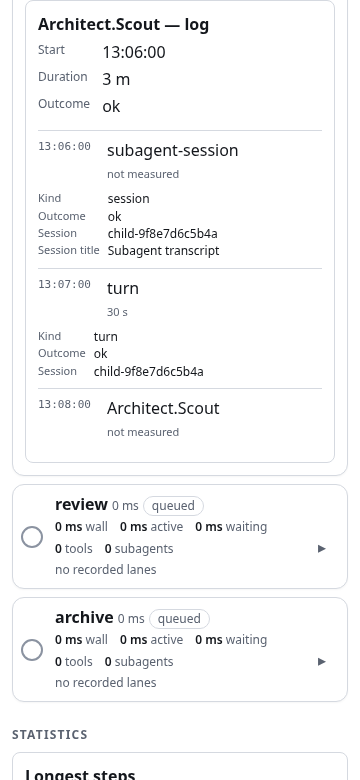 Architect.Scout — log
Start 13:06:00
Duration 3 m
Outcome ok
13:06:00 subagent-session
not measured
Kind session
Outcome ok
Session child-9f8e7d6c5b4a
Session title Subagent transcript
13:07:00 turn
30 s
Kind turn
Outcome ok
Session child-9f8e7d6c5b4a
13:08:00 Architect.Scout
not measured
review 0 ms queued
0 ms wall 0 ms active 0 ms waiting
0 tools 0 subagents
no recorded lanes
archive 0 ms queued
0 ms wall 0 ms active 0 ms waiting
0 tools 0 subagents
no recorded lanes
STATISTICS
Longest steps